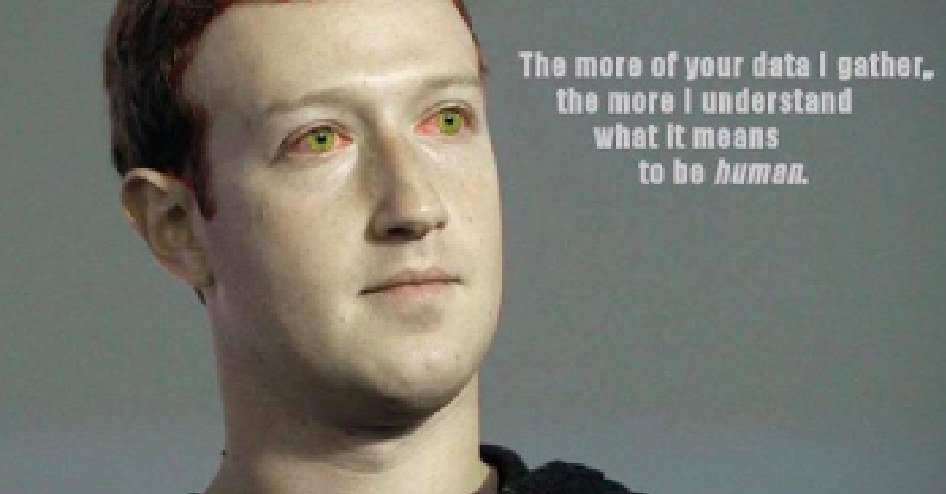 The more of your data I gather,,
the more I understand
what it means
to be human.